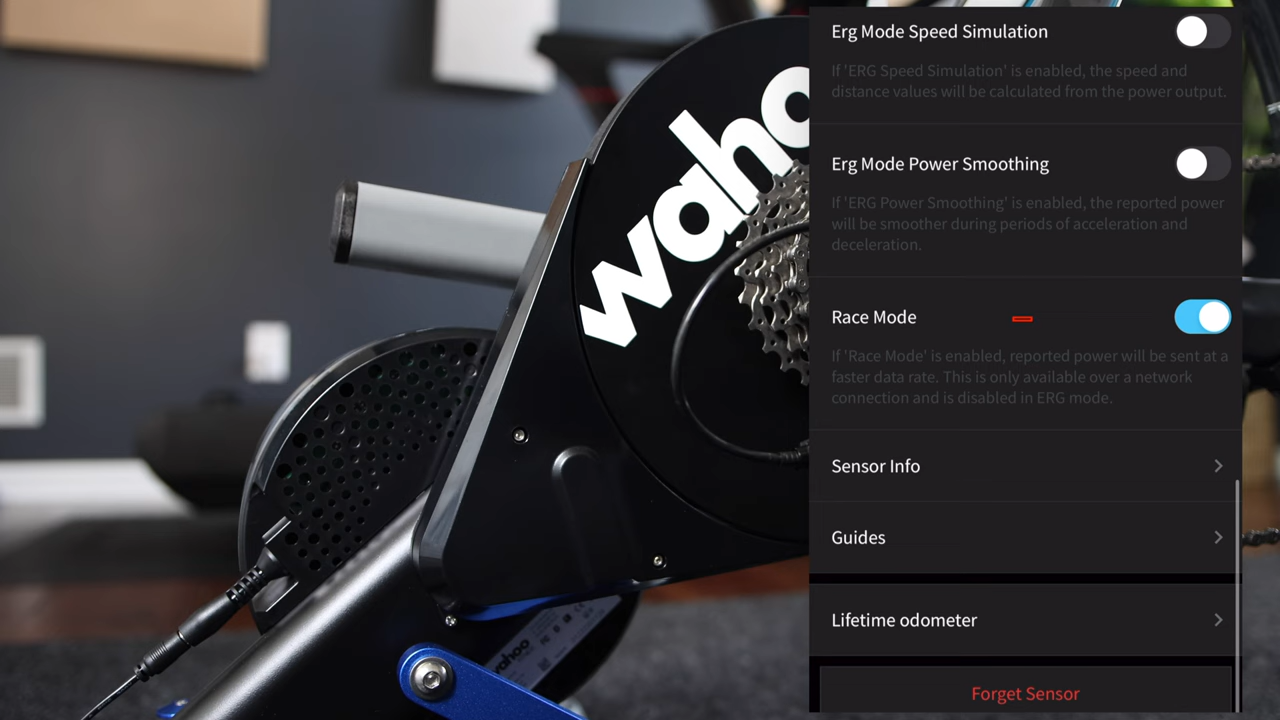 waho
Erg Mode Speed Simulation
If 'ERG Speed Simulation' is enabled, the speed and
distance values will be calculated from the power output.
Erg Mode Power Smoothing
If 'ERG Power Smoothing' is enabled, the reported power
will be smoother during periods of acceleration and
deceleration.
Race Mode
If 'Race Mode' is enabled, reported power will be sent at a
faster data rate. This is only available over a network
connection and is disabled in ERG mode.
Sensor Info
Guides
Lifetime odometer
Forget Sensor
wahoo